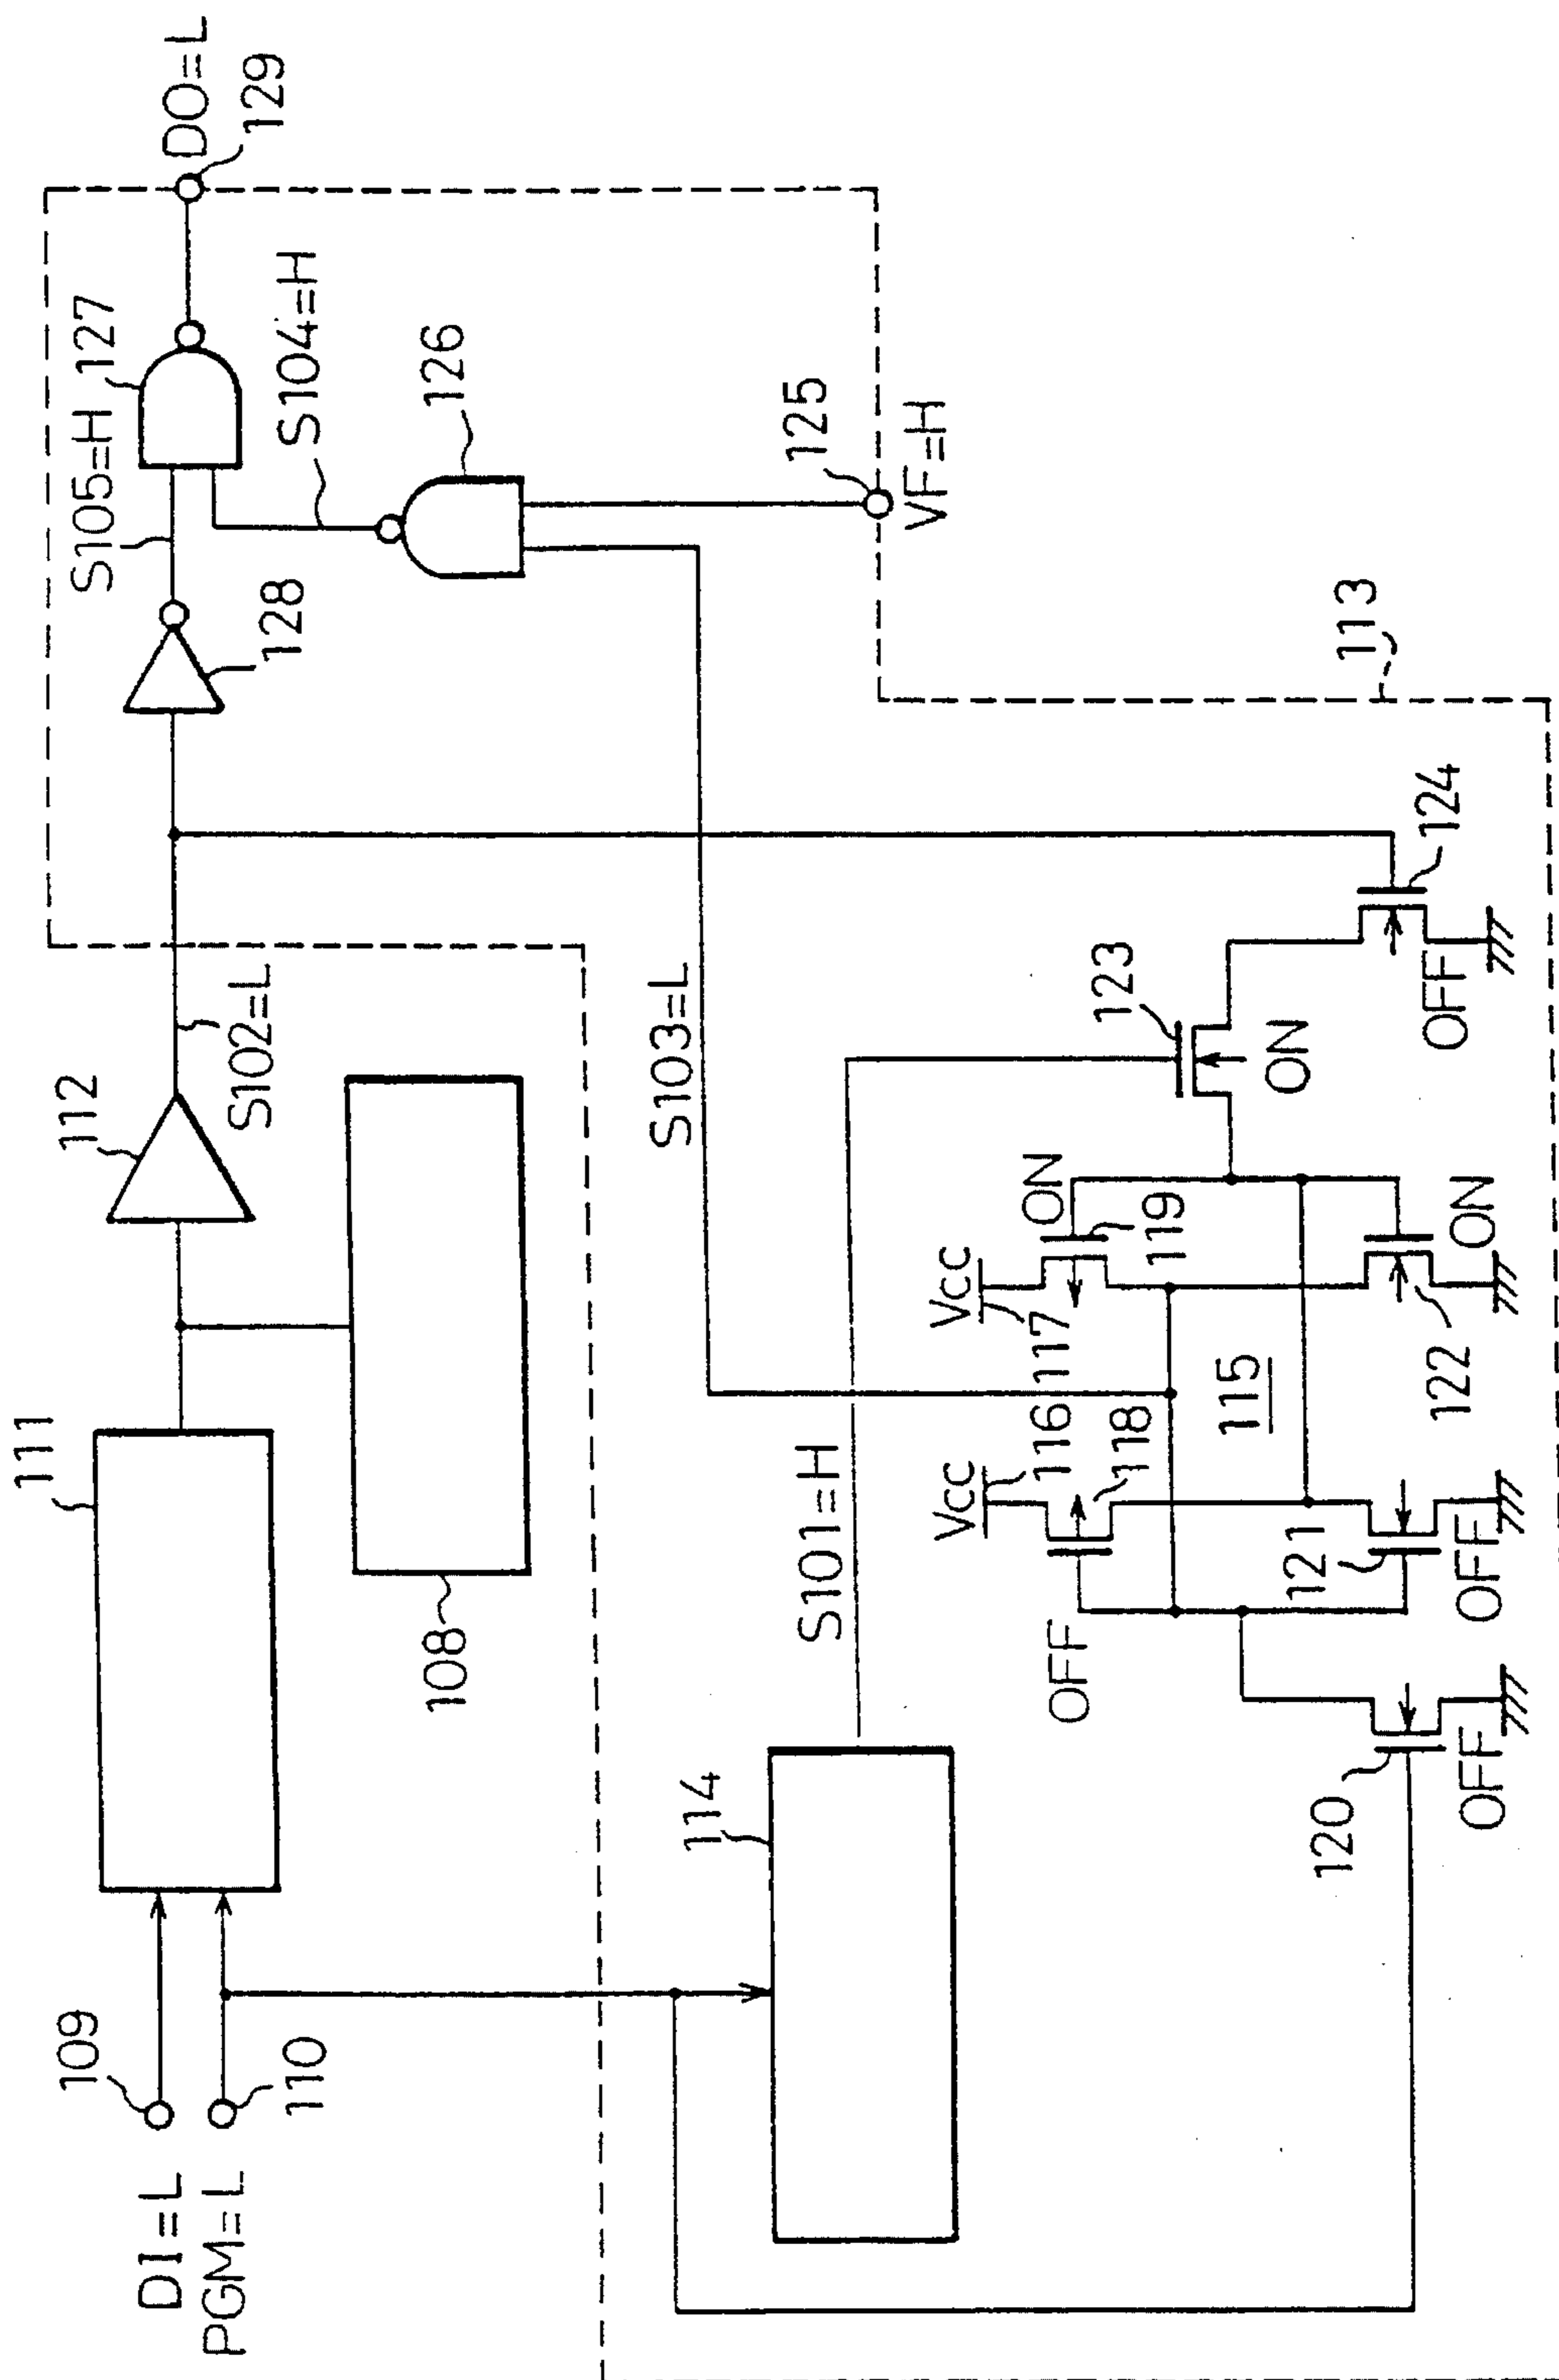 DI=L
109
PGM=L
110
111
108
112
S102=L
128
S105=H
127
DO=L
129
S104=H
126
125
VF=H
113
S103=L
S101=H
114
Vcc
116
118
OFF
Vcc
117
119
ON
115
123
ON
124
OFF
120
OFF
121
OFF
122
ON